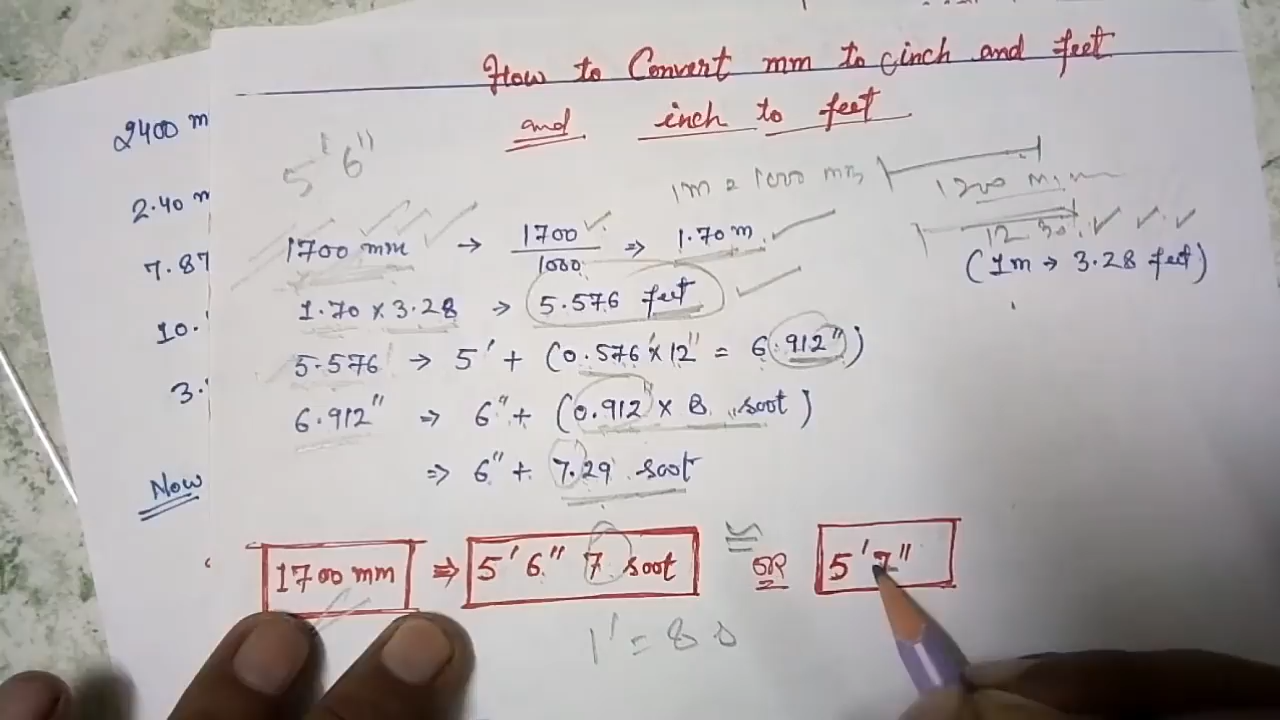 How to Convert mm to inch and feet
and inch to feet
5'6"
1m = 1000 mm
1200 mm
1700 mm → 1700/1000 ⇒ 1.70 m
(1m → 3.28 feet)
1.70 × 3.28 → 5.576 feet
5.576 → 5' + (0.576' × 12" = 6.912")
6.912" ⇒ 6" + (0.912" × 8 soot)
⇒ 6" + 7.29 soot
1700 mm ⇒ 5' 6" 7 soot ≅ or 5'7"
1' = 8 s
2400 m
2.40 m
7.87
10.
3.
Now